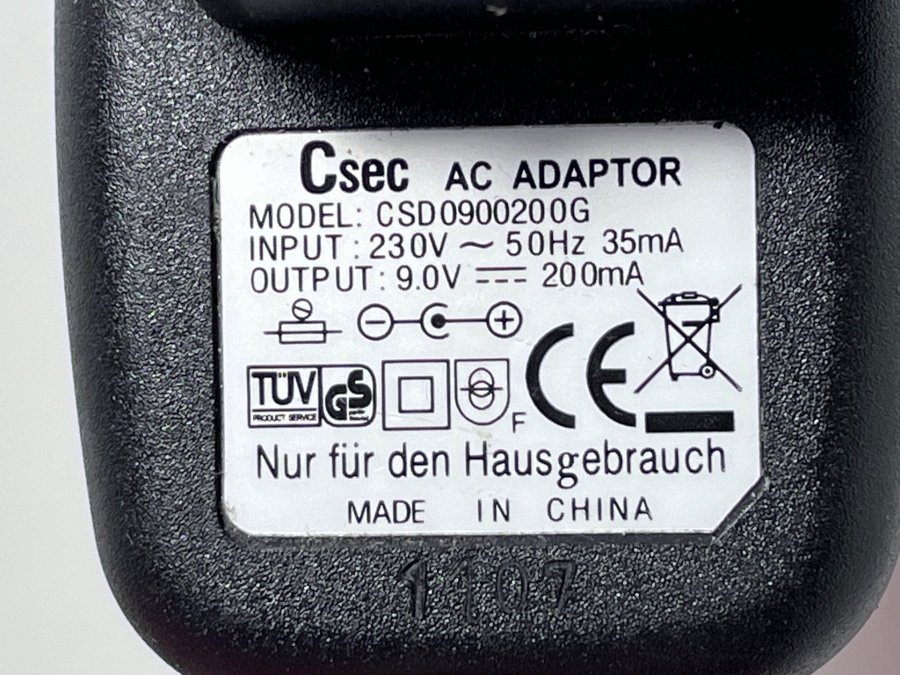 Csec AC ADAPTOR
MODEL: CSD0900200G
INPUT : 230V ~ 50Hz 35mA
OUTPUT : 9.0V ⎓ 200mA
TÜV
PRODUCT SERVICE
GS
F
CE
Nur für den Hausgebrauch
MADE IN CHINA
1107